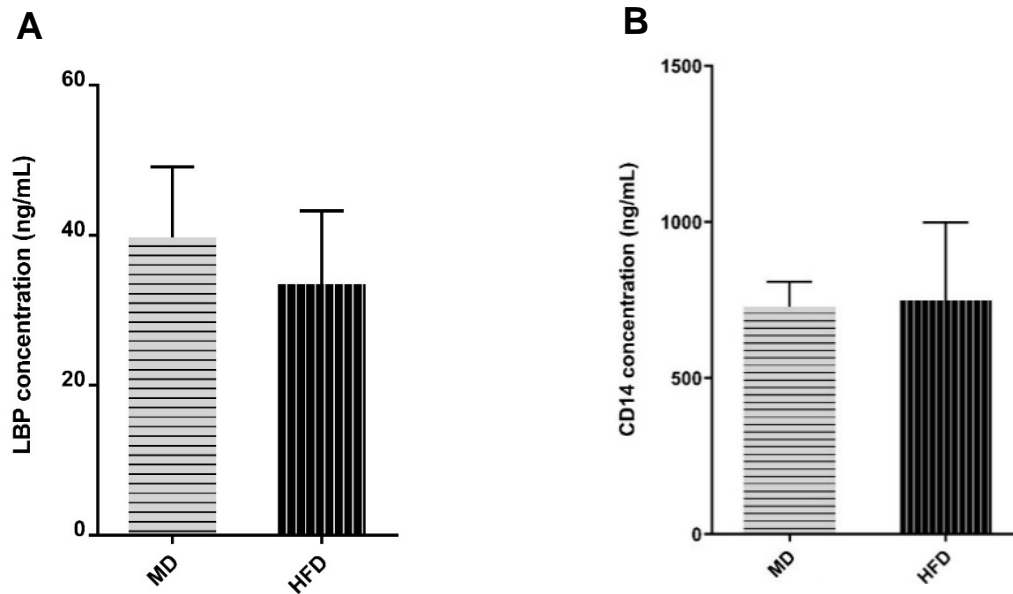 A
LBP concentration (ng/mL)
60
40
20
0
MD
HFD
B
CD14 concentration (ng/mL)
1500
1000
500
0
MD
HFD